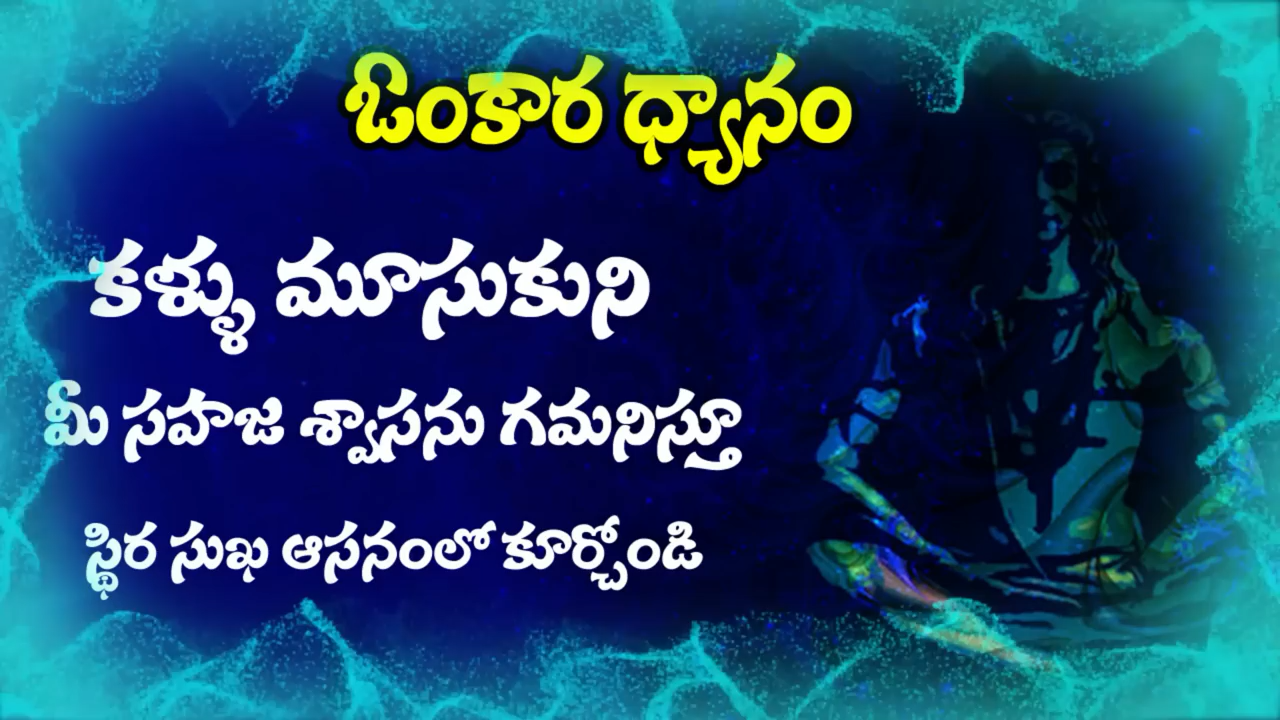 ఓంకార ధ్యానం
కళ్ళు మూసుకుని
మీ సహజ శ్వాసను గమనిస్తూ
స్థిర సుఖ ఆసనంలో కూర్చోండి